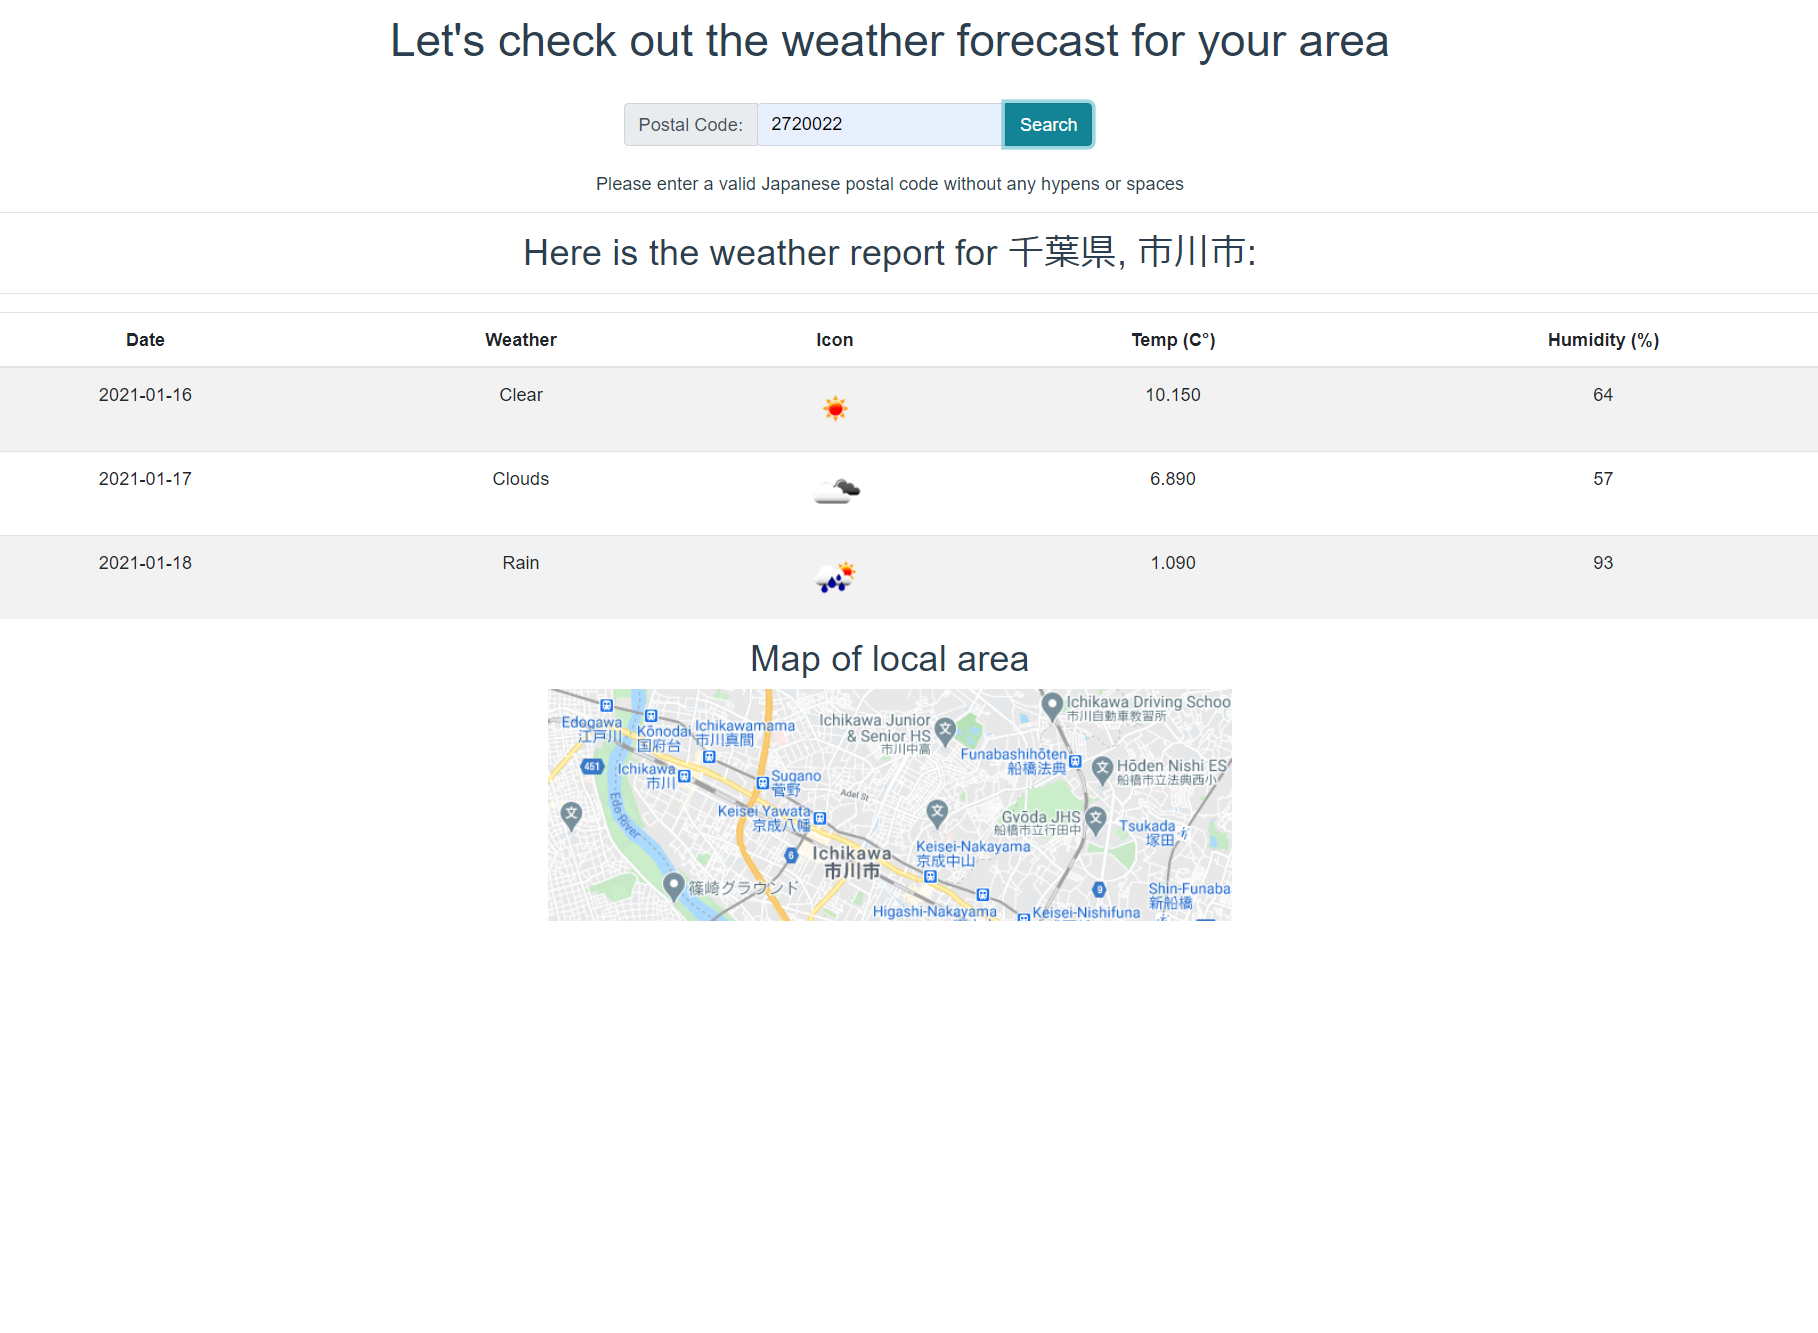 Let's check out the weather forecast for your area
Postal Code: 2720022 Search
Please enter a valid Japanese postal code without any hypens or spaces
Here is the weather report for 千葉県, 市川市:
Date Weather Icon Temp (C°) Humidity (%)
2021-01-16 Clear 10.150 64
2021-01-17 Clouds 6.890 57
2021-01-18 Rain 1.090 93
Map of local area
Edogawa
江戸川
Kōnodai
国府台
Ichikawamama
市川真間
Ichikawa Junior
& Senior HS
市川中高
Ichikawa Driving Schoo
市川自動車教習所
Funabashihōten
船橋法典
Hōden Nishi ES
船橋市立法典西小
451
Ichikawa
市川
Sugano
菅野
Adel St
Edo River
Keisei Yawata
京成八幡
Gyōda JHS
船橋市立行田中
Tsukada
塚田
6
Ichikawa
市川市
Keisei-Nakayama
京成中山
篠崎グラウンド
9
Shin-Funaba
新船橋
Higashi-Nakayama
Keisei-Nishifuna